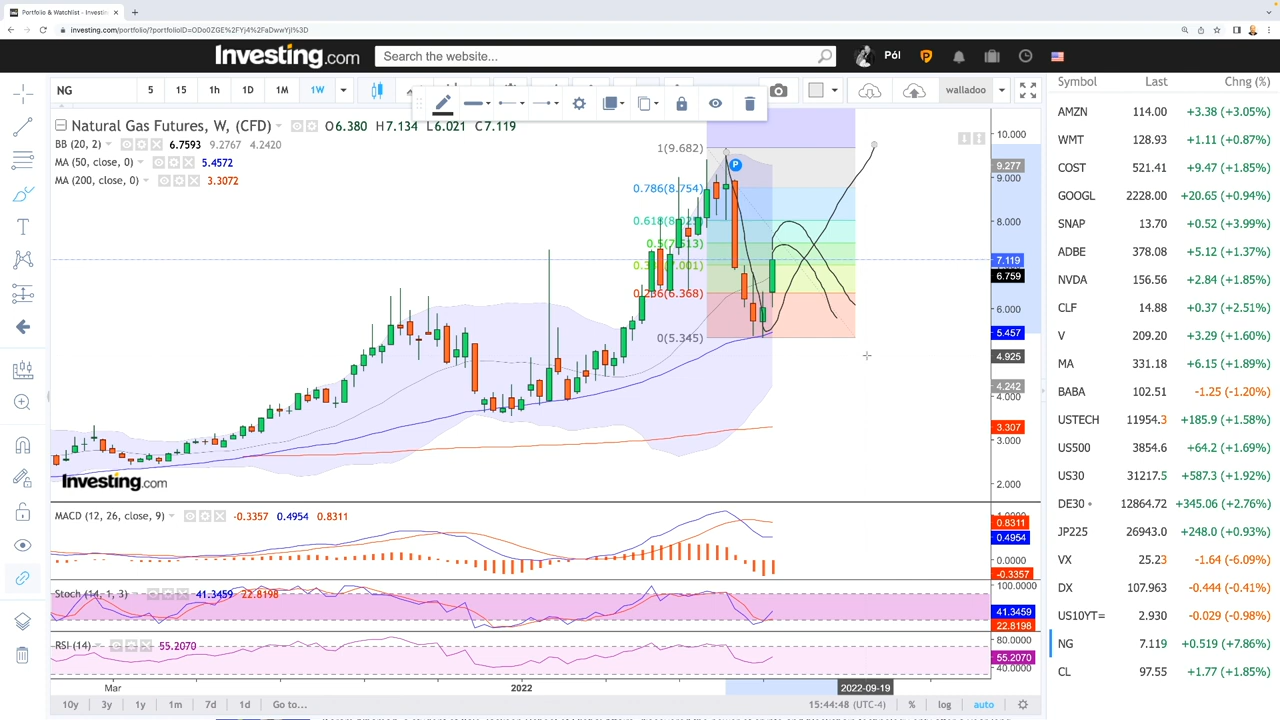 Portfolio & Watchlist - Investin
investing.com/portfolio/?portfolioID=ODo0ZGE%2FYj4%2FaDwwYjI%3D
Investing.com
Search the website...
Pól
NG
5
15
1h
1D
1M
1W
walladoo
Natural Gas Futures, W, (CFD)
O6.380 H7.134 L6.021 C7.119
BB (20, 2)
6.7593 9.2767 4.2420
MA (50, close, 0)
5.4572
MA (200, close, 0)
3.3072
1(9.682)
P
0.786(8.754)
0.5(7.513)
0.236(6.368)
0(5.345)
10.000
9.277
9.000
8.000
7.119
6.759
6.000
5.457
4.925
4.242
4.000
3.307
3.000
2.000
Investing.com
MACD (12, 26, close, 9)
-0.3357 0.4954 0.8311
0.8311
0.4954
0.0000
-0.3357
Stoch (14, 1, 3)
41.3459 22.8198
100.0000
41.3459
22.8198
RSI (14)
55.2070
80.0000
55.2070
40.0000
Mar
2022
2022-09-19
10y
3y
1y
1m
7d
1d
Go to...
15:44:48 (UTC-4)
%
log
auto
Symbol Last Chng (%)
AMZN 114.00 +3.38 (+3.05%)
WMT 128.93 +1.11 (+0.87%)
COST 521.41 +9.47 (+1.85%)
GOOGL 2228.00 +20.65 (+0.94%)
SNAP 13.70 +0.52 (+3.99%)
ADBE 378.08 +5.12 (+1.37%)
NVDA 156.56 +2.84 (+1.85%)
CLF 14.88 +0.37 (+2.51%)
V 209.20 +3.29 (+1.60%)
MA 331.18 +6.15 (+1.89%)
BABA 102.51 -1.25 (-1.20%)
USTECH 11954.3 +185.9 (+1.58%)
US500 3854.6 +64.2 (+1.69%)
US30 31217.5 +587.3 (+1.92%)
DE30 12864.72 +345.06 (+2.76%)
JP225 26943.0 +248.0 (+0.93%)
VX 25.23 -1.64 (-6.09%)
DX 107.963 -0.444 (-0.41%)
US10YT= 2.930 -0.029 (-0.98%)
NG 7.119 +0.519 (+7.86%)
CL 97.55 +1.77 (+1.85%)